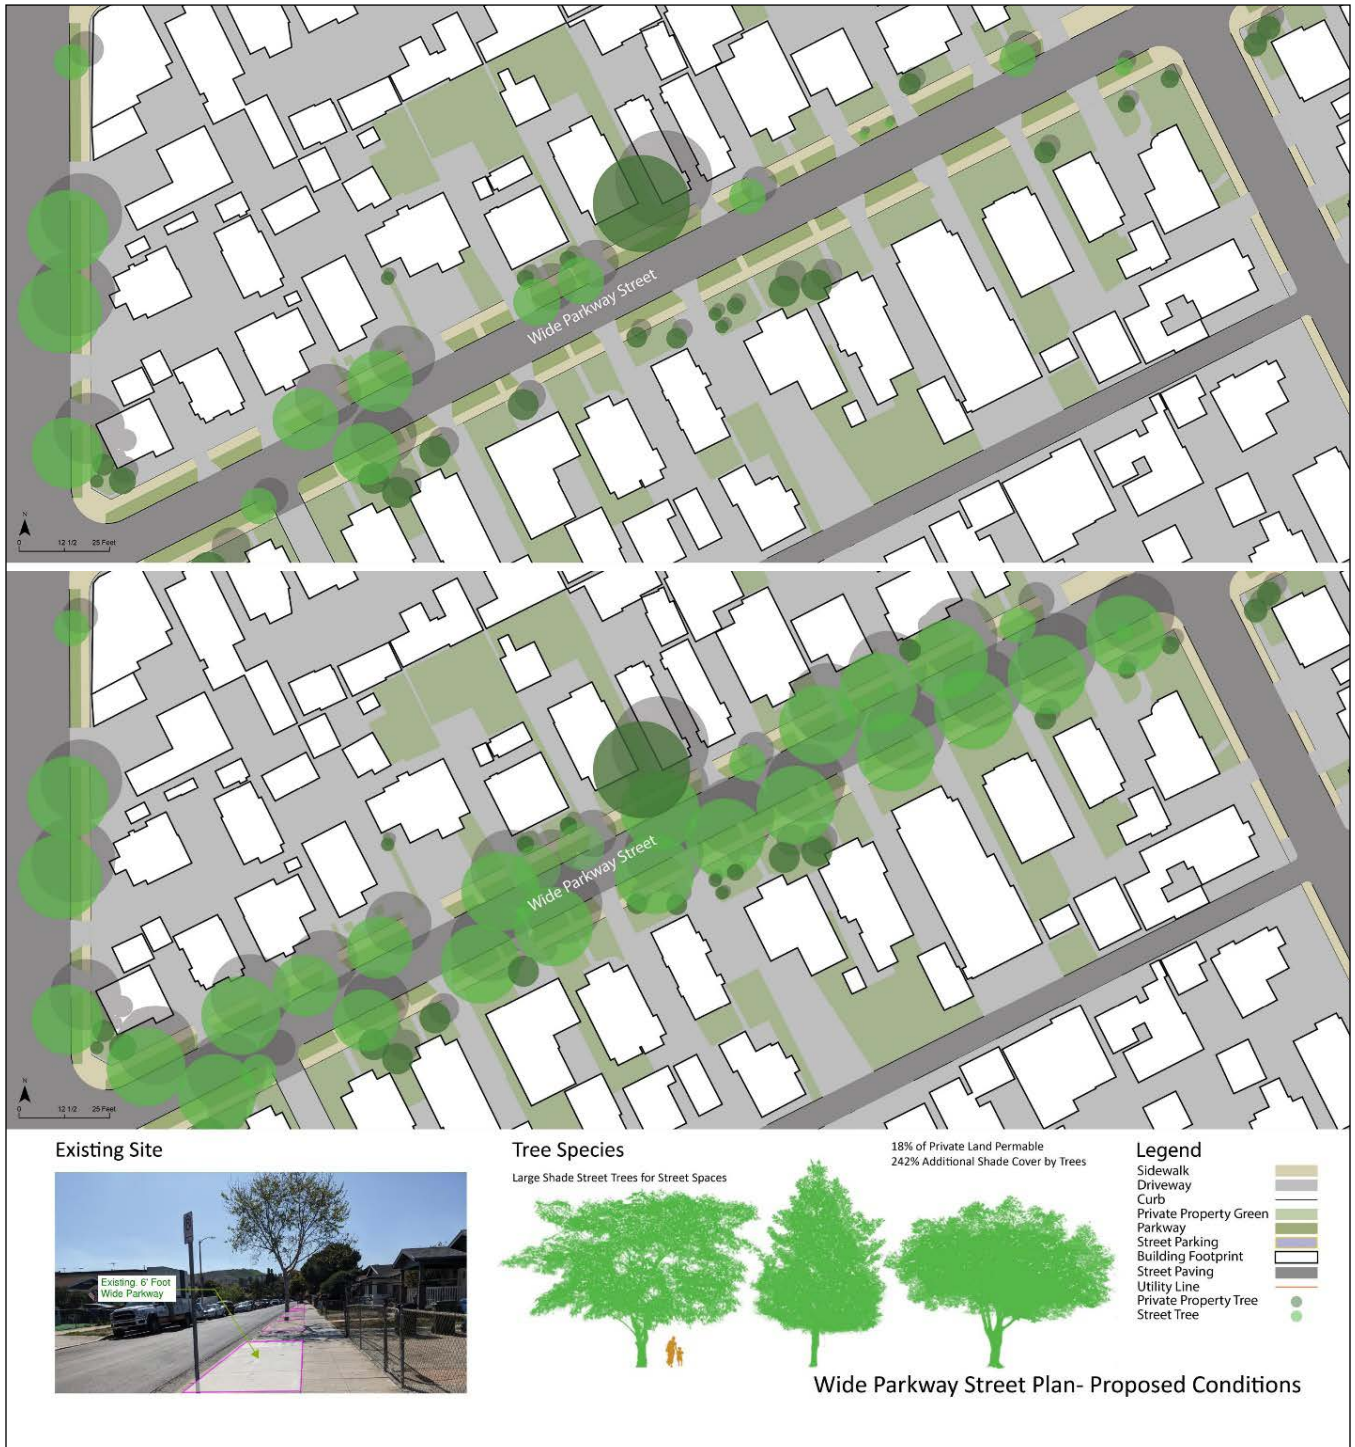 Wide Parkway Street
N
0 12 1/2 25 Feet
Wide Parkway Street
N
0 12 1/2 25 Feet
Existing Site
Existing. 6' Foot
Wide Parkway
Tree Species
Large Shade Street Trees for Street Spaces
18% of Private Land Permable
242% Additional Shade Cover by Trees
Legend
Sidewalk
Driveway
Curb
Private Property Green
Parkway
Street Parking
Building Footprint
Street Paving
Utility Line
Private Property Tree
Street Tree
Wide Parkway Street Plan- Proposed Conditions